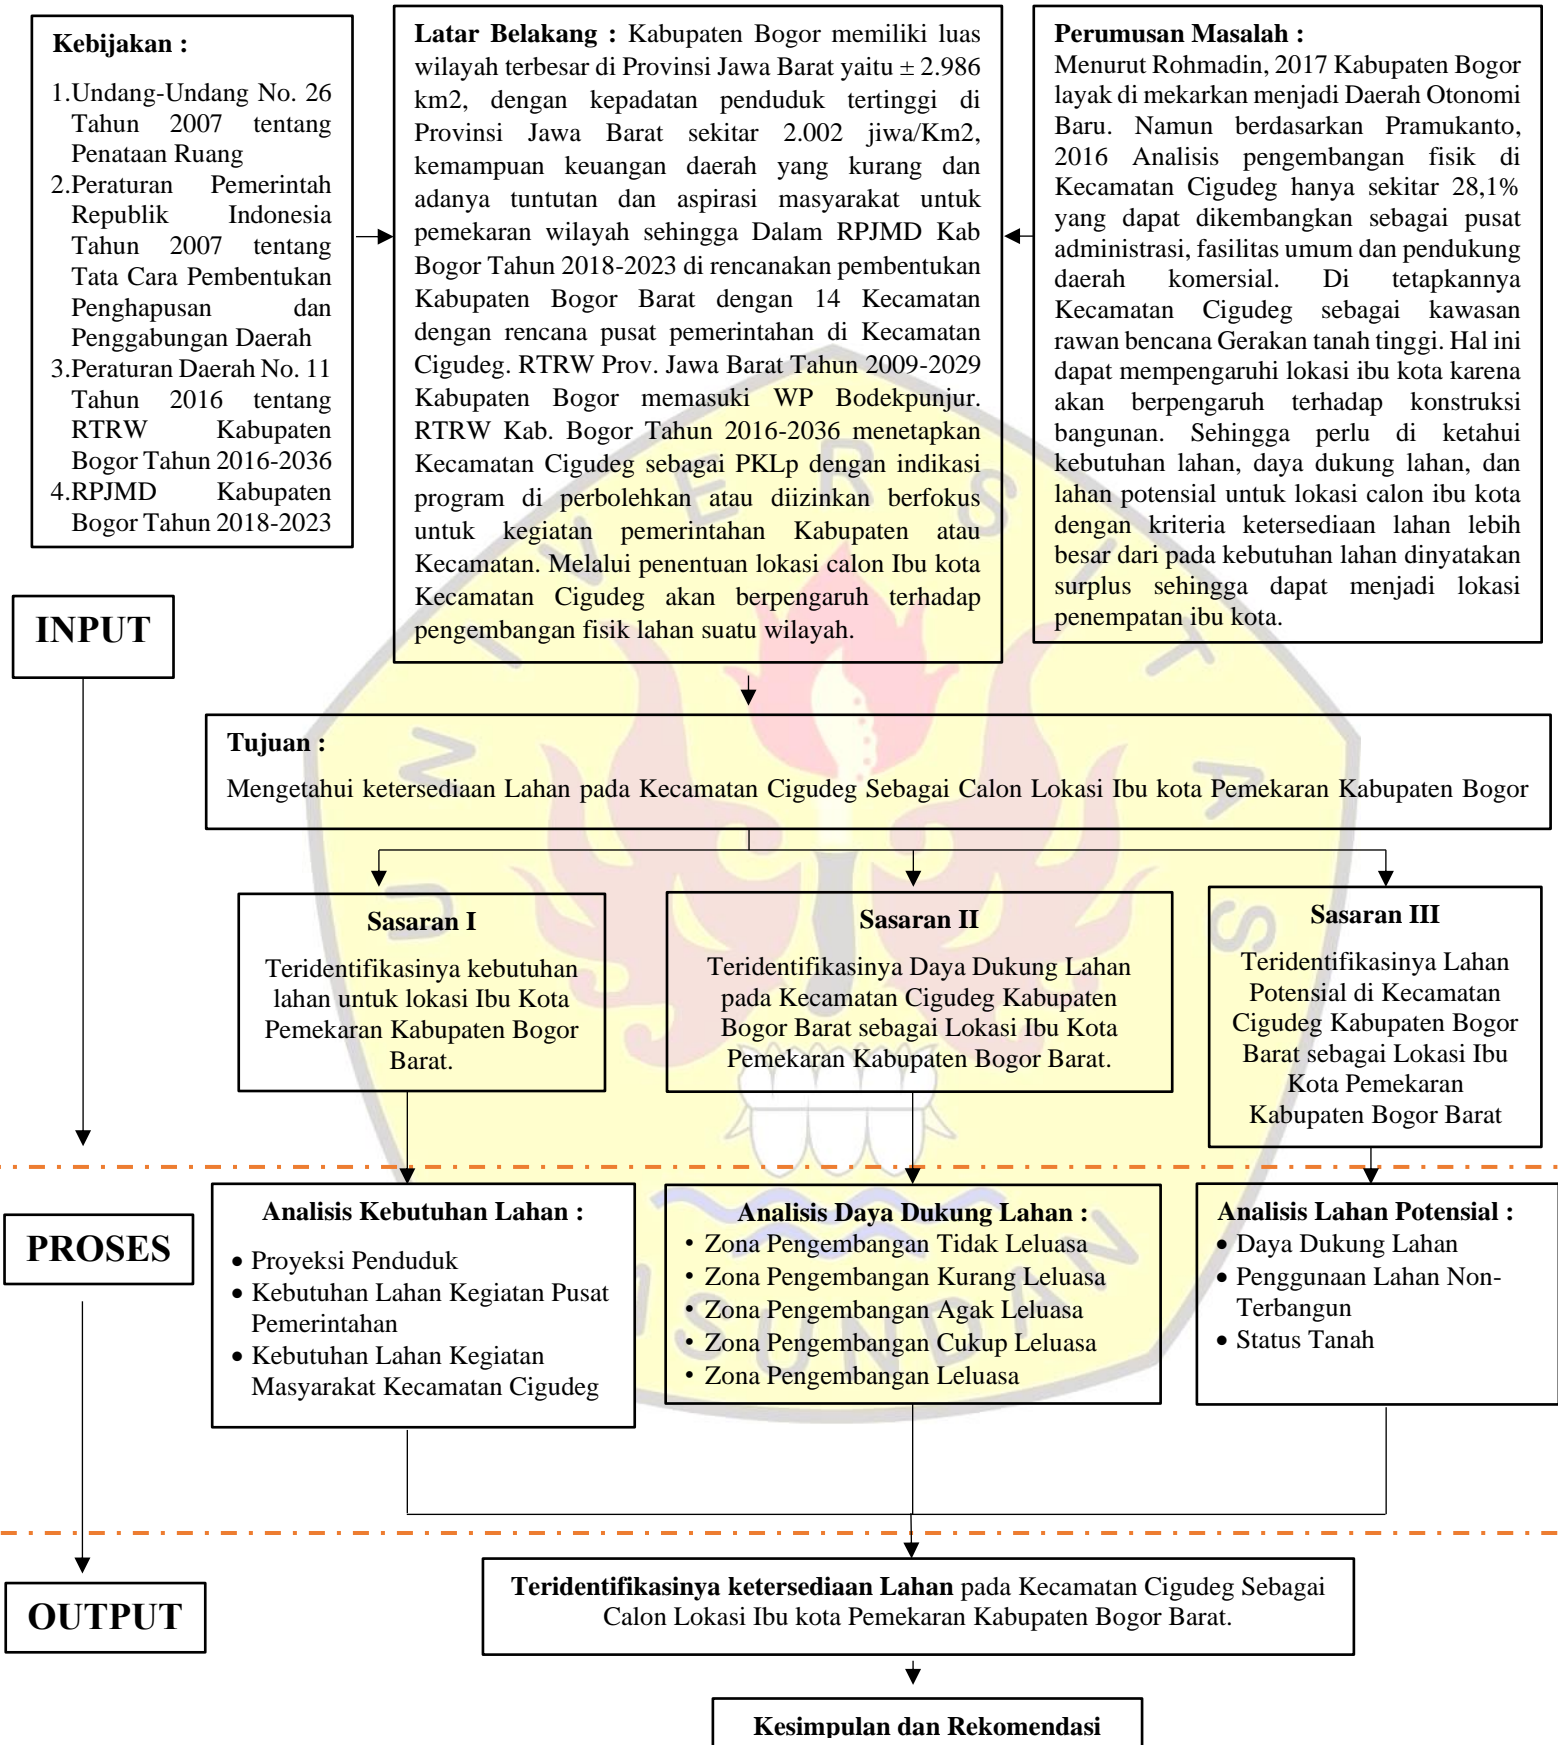 Kebijakan :
1.Undang-Undang No. 26
Tahun 2007 tentang
Penataan Ruang
2.Peraturan Pemerintah
Republik Indonesia
Tahun 2007 tentang
Tata Cara Pembentukan
Penghapusan dan
Penggabungan Daerah
3.Peraturan Daerah No. 11
Tahun 2016 tentang
RTRW Kabupaten
Bogor Tahun 2016-2036
4.RPJMD Kabupaten
Bogor Tahun 2018-2023
Latar Belakang : Kabupaten Bogor memiliki luas
wilayah terbesar di Provinsi Jawa Barat yaitu ± 2.986
km2, dengan kepadatan penduduk tertinggi di
Provinsi Jawa Barat sekitar 2.002 jiwa/Km2,
kemampuan keuangan daerah yang kurang dan
adanya tuntutan dan aspirasi masyarakat untuk
pemekaran wilayah sehingga Dalam RPJMD Kab
Bogor Tahun 2018-2023 di rencanakan pembentukan
Kabupaten Bogor Barat dengan 14 Kecamatan
dengan rencana pusat pemerintahan di Kecamatan
Cigudeg. RTRW Prov. Jawa Barat Tahun 2009-2029
Kabupaten Bogor memasuki WP Bodekpunjur.
RTRW Kab. Bogor Tahun 2016-2036 menetapkan
Kecamatan Cigudeg sebagai PKLp dengan indikasi
program di perbolehkan atau diizinkan berfokus
untuk kegiatan pemerintahan Kabupaten atau
Kecamatan. Melalui penentuan lokasi calon Ibu kota
Kecamatan Cigudeg akan berpengaruh terhadap
pengembangan fisik lahan suatu wilayah.
Perumusan Masalah :
Menurut Rohmadin, 2017 Kabupaten Bogor
layak di mekarkan menjadi Daerah Otonomi
Baru. Namun berdasarkan Pramukanto,
2016 Analisis pengembangan fisik di
Kecamatan Cigudeg hanya sekitar 28,1%
yang dapat dikembangkan sebagai pusat
administrasi, fasilitas umum dan pendukung
daerah komersial. Di tetapkannya
Kecamatan Cigudeg sebagai kawasan
rawan bencana Gerakan tanah tinggi. Hal ini
dapat mempengaruhi lokasi ibu kota karena
akan berpengaruh terhadap konstruksi
bangunan. Sehingga perlu di ketahui
kebutuhan lahan, daya dukung lahan, dan
lahan potensial untuk lokasi calon ibu kota
dengan kriteria ketersediaan lahan lebih
besar dari pada kebutuhan lahan dinyatakan
surplus sehingga dapat menjadi lokasi
penempatan ibu kota.
INPUT
Tujuan :
Mengetahui ketersediaan Lahan pada Kecamatan Cigudeg Sebagai Calon Lokasi Ibu kota Pemekaran Kabupaten Bogor
Sasaran I
Teridentifikasinya kebutuhan
lahan untuk lokasi Ibu Kota
Pemekaran Kabupaten Bogor
Barat.
Sasaran II
Teridentifikasinya Daya Dukung Lahan
pada Kecamatan Cigudeg Kabupaten
Bogor Barat sebagai Lokasi Ibu Kota
Pemekaran Kabupaten Bogor Barat.
Sasaran III
Teridentifikasinya Lahan
Potensial di Kecamatan
Cigudeg Kabupaten Bogor
Barat sebagai Lokasi Ibu
Kota Pemekaran
Kabupaten Bogor Barat
PROSES
Analisis Kebutuhan Lahan :
• Proyeksi Penduduk
• Kebutuhan Lahan Kegiatan Pusat
Pemerintahan
• Kebutuhan Lahan Kegiatan
Masyarakat Kecamatan Cigudeg
Analisis Daya Dukung Lahan :
• Zona Pengembangan Tidak Leluasa
• Zona Pengembangan Kurang Leluasa
• Zona Pengembangan Agak Leluasa
• Zona Pengembangan Cukup Leluasa
• Zona Pengembangan Leluasa
Analisis Lahan Potensial :
• Daya Dukung Lahan
• Penggunaan Lahan Non-
Terbangun
• Status Tanah
OUTPUT
Teridentifikasinya ketersediaan Lahan pada Kecamatan Cigudeg Sebagai
Calon Lokasi Ibu kota Pemekaran Kabupaten Bogor Barat.
Kesimpulan dan Rekomendasi
UNIVERSITAS